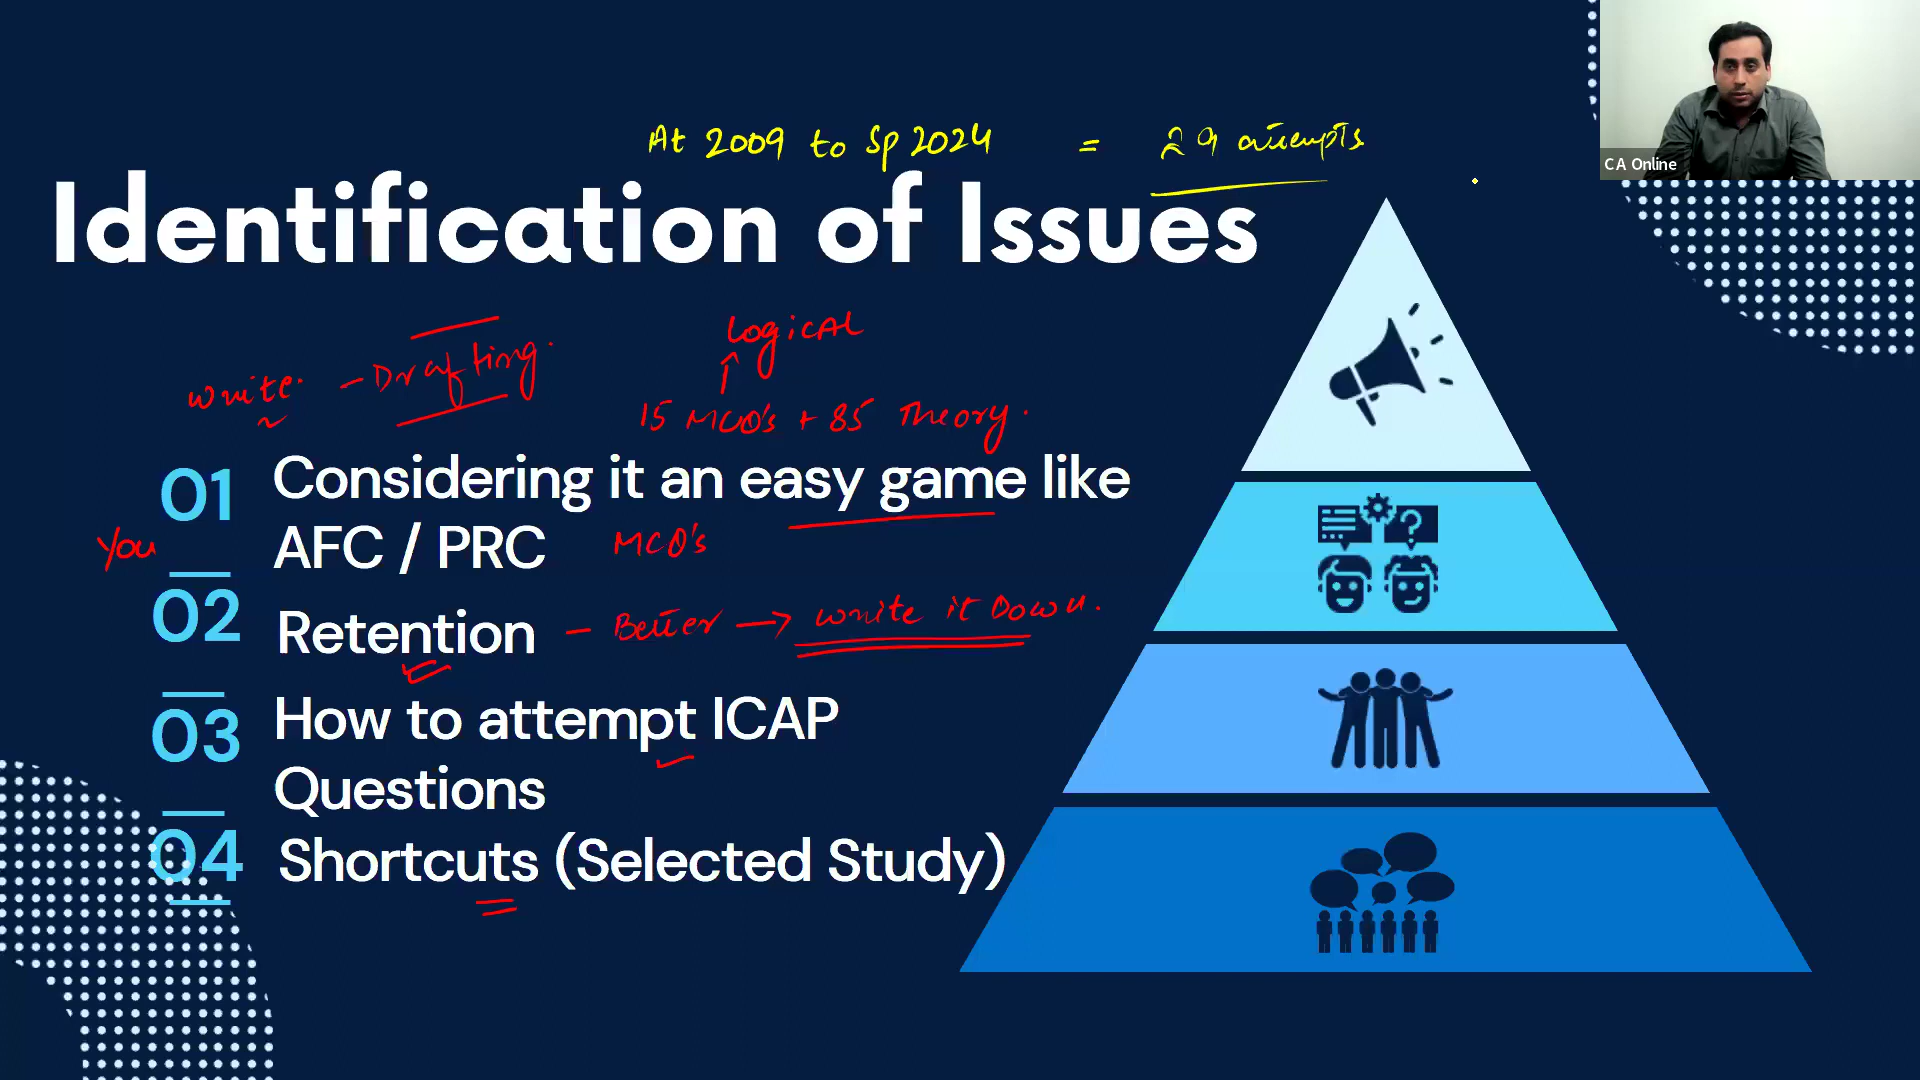 At 2009 to Sp 2024 = 29 attempts
C A Online
Identification of Issues
Logical
write. - Drafting.
15 MCQ's + 85 Theory.
01 Considering it an easy game like
You AFC / PRC MCQ's
02 Retention - Better → write it Down.
03 How to attempt ICAP
Questions
04 Shortcuts (Selected Study)
?